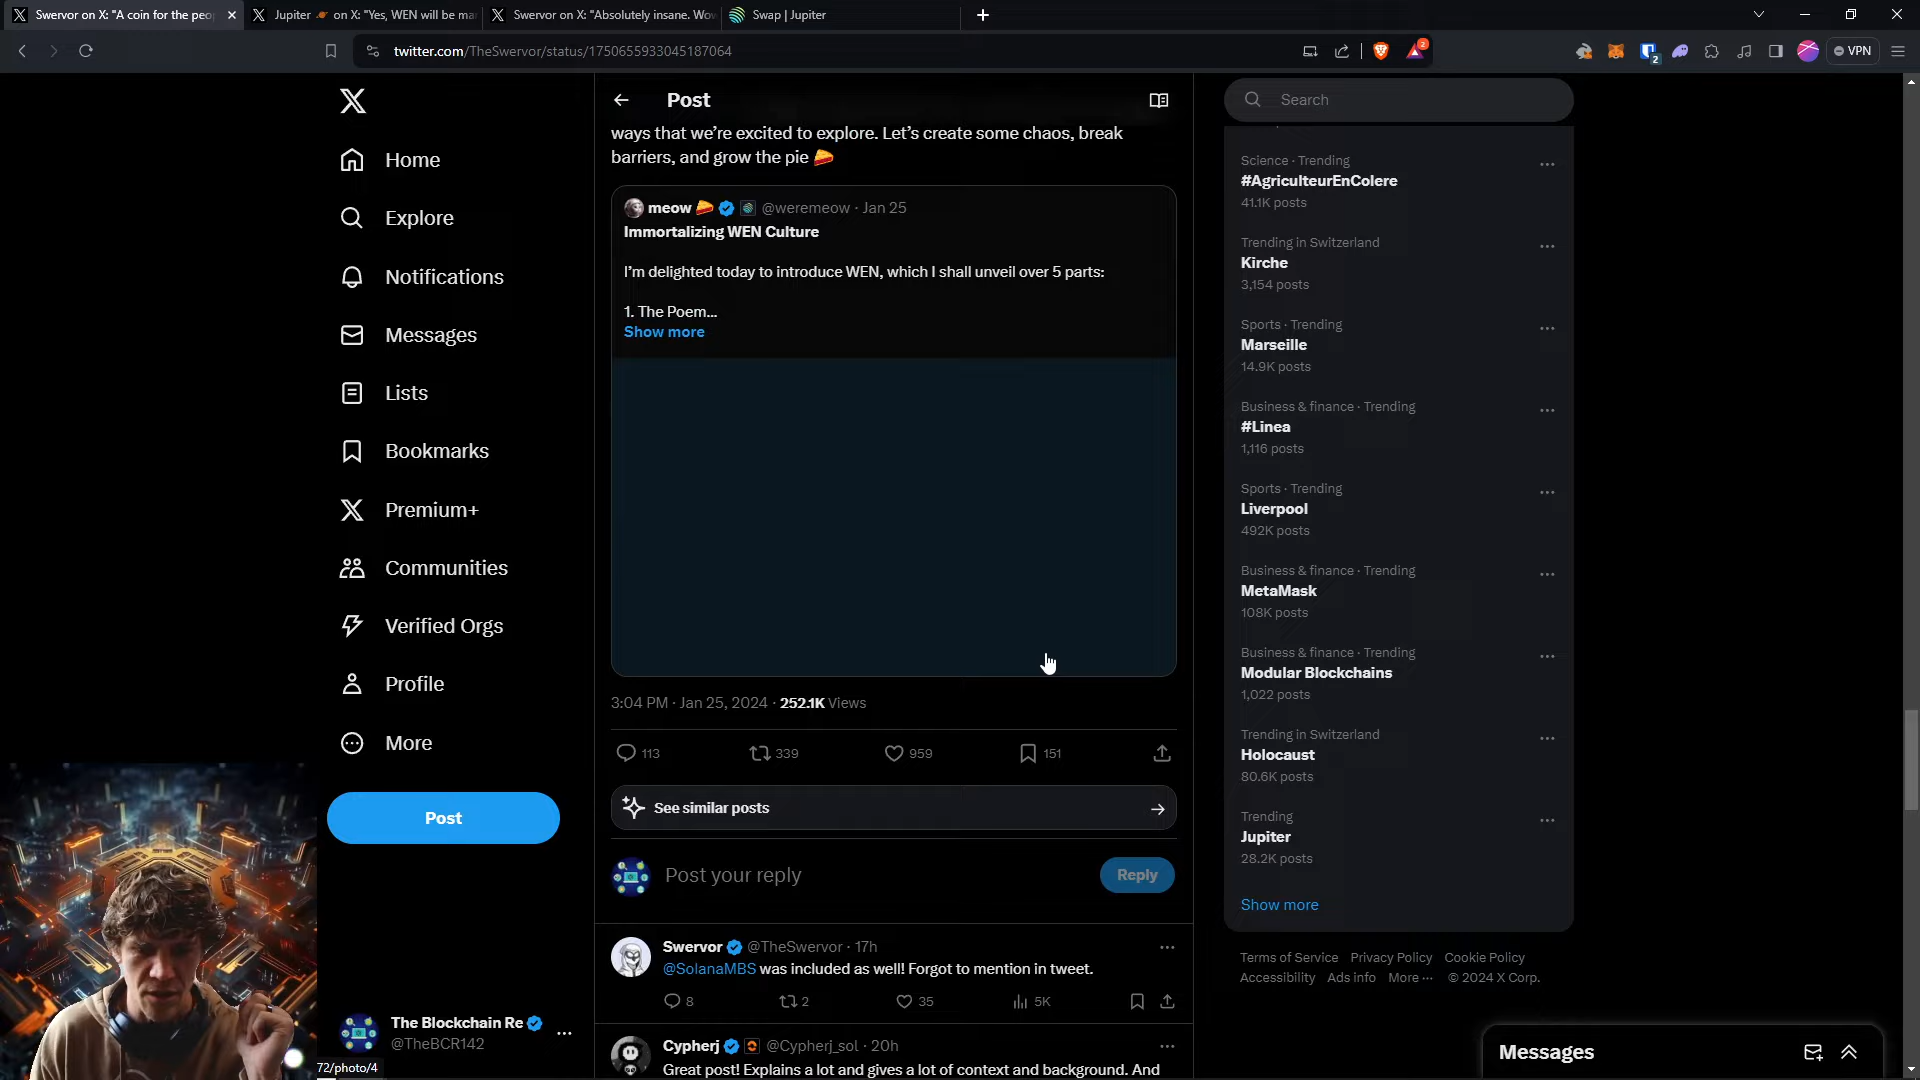 Swervor on X: "A coin for the peop
Jupiter on X: "Yes, WEN will be ma
Swervor on X: "Absolutely insane. Wov
Swap | Jupiter
twitter.com/TheSwervor/status/1750655933045187064
2
2
VPN
Home
Explore
Notifications
Messages
Lists
Bookmarks
Premium+
Communities
Verified Orgs
Profile
More
Post
The Blockchain Re
@TheBCR142
72/photo/4
Post
ways that we're excited to explore. Let's create some chaos, break
barriers, and grow the pie
meow @weremeow · Jan 25
Immortalizing WEN Culture
I'm delighted today to introduce WEN, which I shall unveil over 5 parts:
1. The Poem...
Show more
3:04 PM · Jan 25, 2024 · 252.1K Views
113
339
959
151
See similar posts
Post your reply
Reply
Swervor @TheSwervor · 17h
@SolanaMBS was included as well! Forgot to mention in tweet.
8
2
35
5K
Cypherj @Cypherj_sol · 20h
Great post! Explains a lot and gives a lot of context and background. And
Search
Science · Trending
#AgriculteurEnColere
41.1K posts
Trending in Switzerland
Kirche
3,154 posts
Sports · Trending
Marseille
14.9K posts
Business & finance · Trending
#Linea
1,116 posts
Sports · Trending
Liverpool
492K posts
Business & finance · Trending
MetaMask
108K posts
Business & finance · Trending
Modular Blockchains
1,022 posts
Trending in Switzerland
Holocaust
80.6K posts
Trending
Jupiter
28.2K posts
Show more
Terms of Service Privacy Policy Cookie Policy
Accessibility Ads info More ··· © 2024 X Corp.
Messages